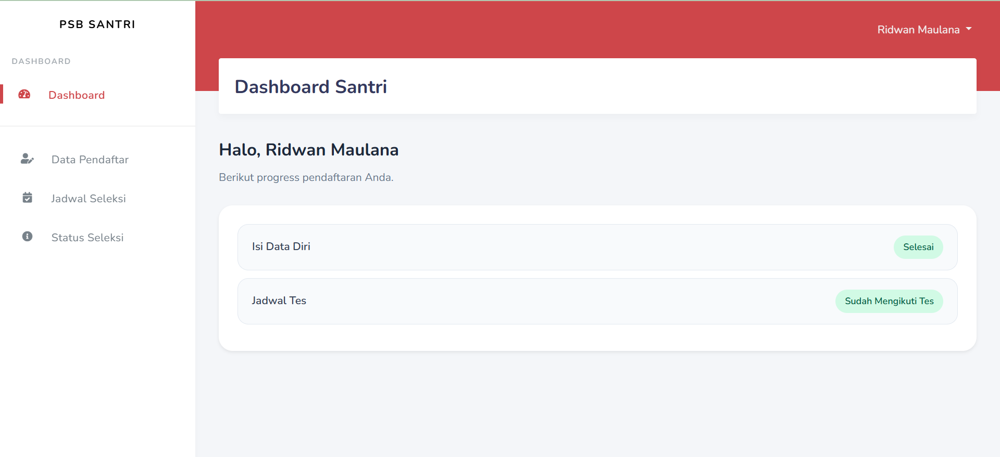 PSB SANTRI
DASHBOARD
Dashboard
Data Pendaftar
Jadwal Seleksi
Status Seleksi
Ridwan Maulana
Dashboard Santri
Halo, Ridwan Maulana
Berikut progress pendaftaran Anda.
Isi Data Diri
Selesai
Jadwal Tes
Sudah Mengikuti Tes